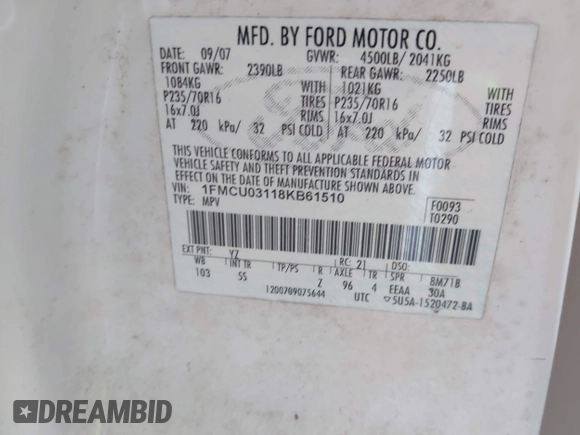 MFD. BY FORD MOTOR CO.
DATE: 09/07 GVWR: 4500LB/ 2041KG
FRONT GAWR: 2390LB REAR GAWR: 2250LB
1084KG WITH 1021KG WITH
P235/70R16 TIRES P235/70R16 TIRES
16x7.0J RIMS 16x7.0J RIMS
AT 220 kPa/ 32 PSI COLD AT 220 kPa/ 32 PSI COLD
THIS VEHICLE CONFORMS TO ALL APPLICABLE FEDERAL MOTOR
VEHICLE SAFETY AND THEFT PREVENTION STANDARDS IN
EFFECT ON THE DATE OF MANUFACTURE SHOWN ABOVE.
VIN: 1FMCU03118KB61510 F0093
TYPE: MPV T0290
EXT PNT: YZ RC: 21 DSO:
WB INT TR TP/PS R AXLE TR SPR 8M71B
103 55 Z 96 4 EEAA 30A
1200709075644 UTC 5U5A-1520472-BA
Ford
DREAMBID